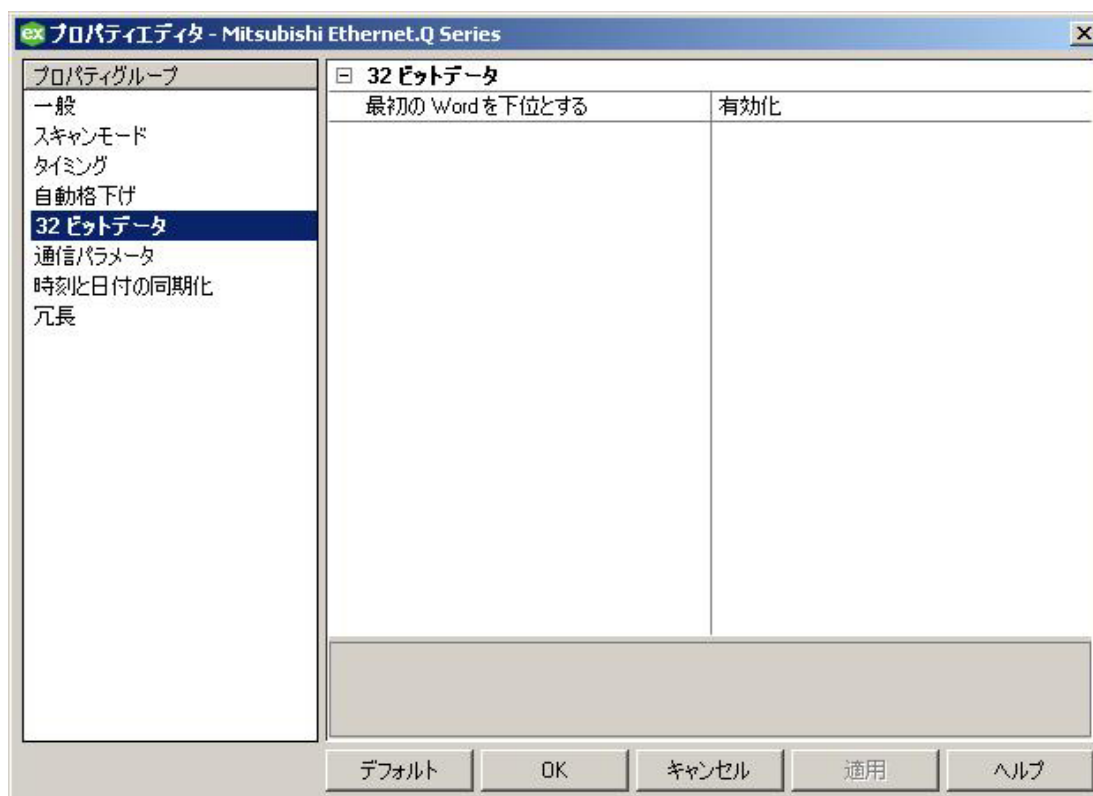 ex プロパティエディタ - Mitsubishi Ethernet.Q Series
プロパティグループ
一般
スキャンモード
タイミング
自動格下げ
32 ビットデータ
通信パラメータ
時刻と日付の同期化
冗長
32 ビットデータ
最初の Word を下位とする 有効化
デフォルト OK キャンセル 適用 ヘルプ